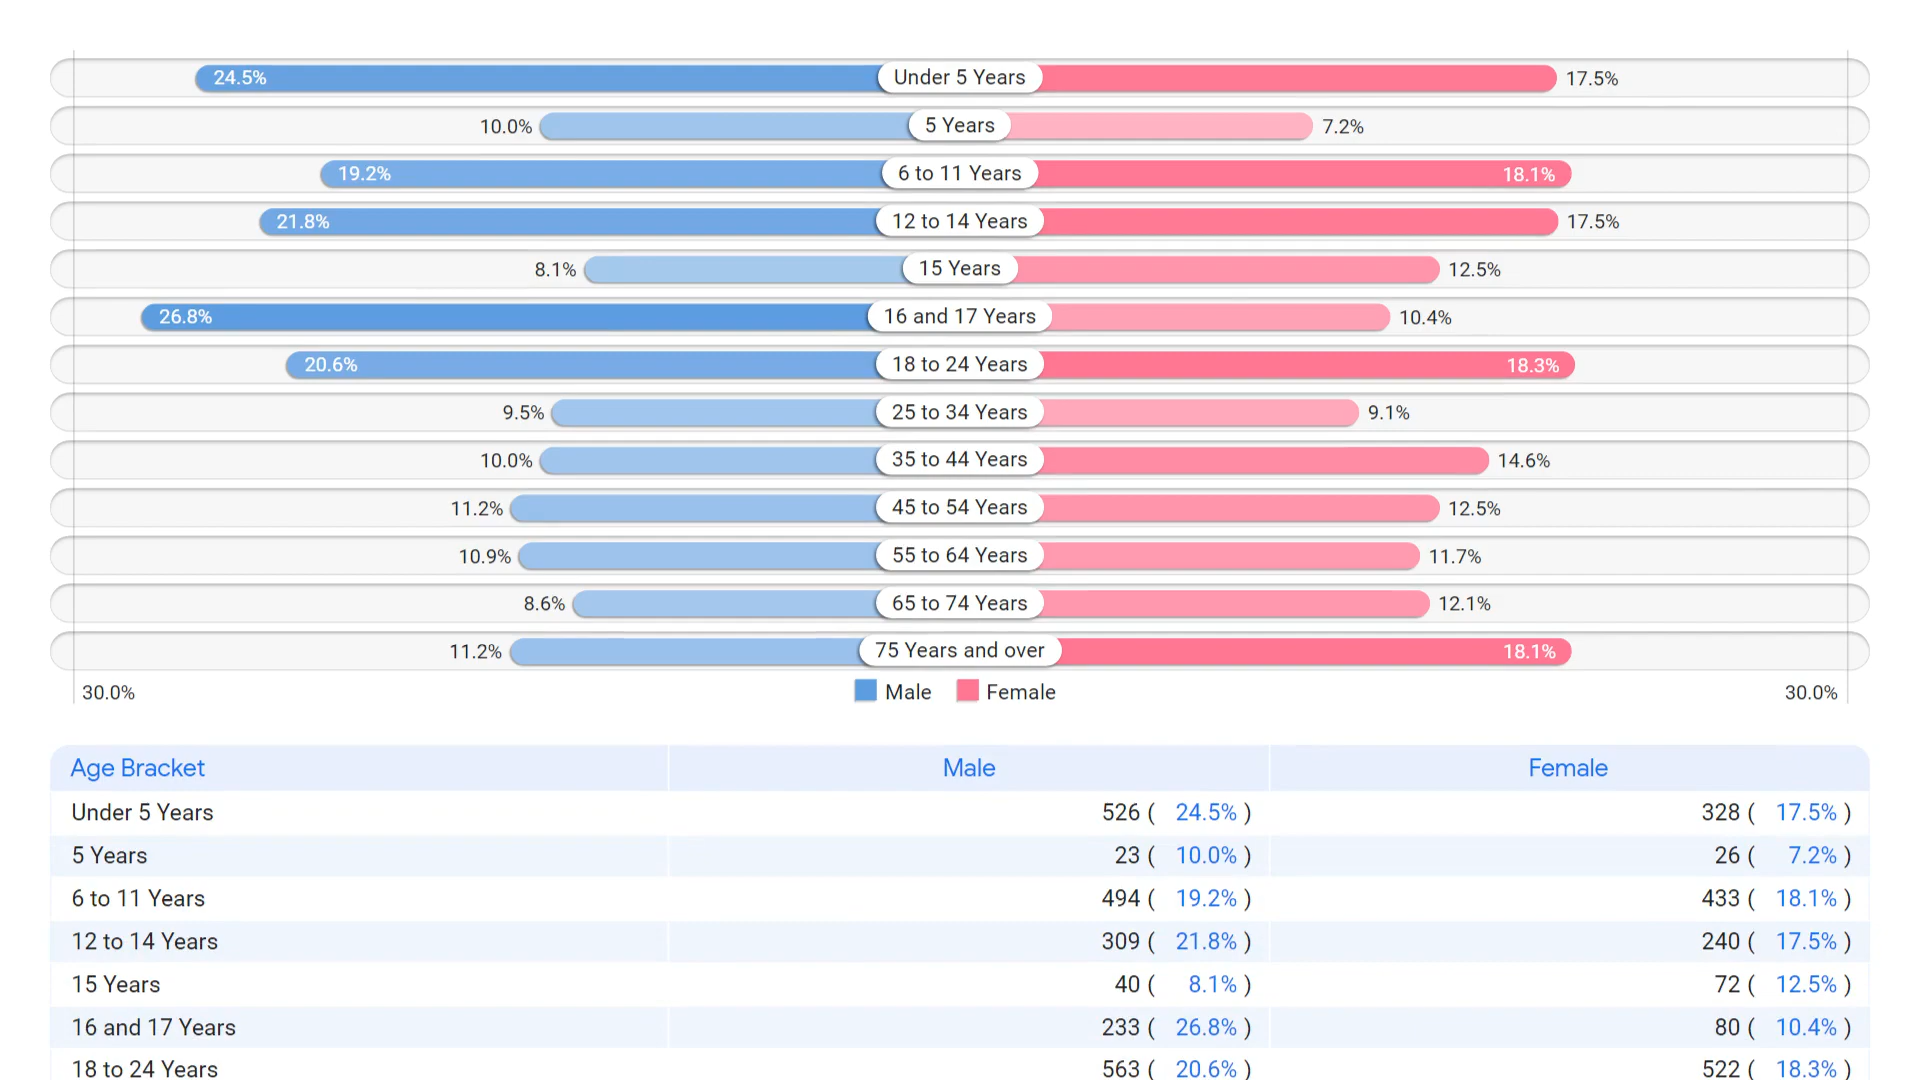 24.5% Under 5 Years 17.5%
10.0% 5 Years 7.2%
19.2% 6 to 11 Years 18.1%
21.8% 12 to 14 Years 17.5%
8.1% 15 Years 12.5%
26.8% 16 and 17 Years 10.4%
20.6% 18 to 24 Years 18.3%
9.5% 25 to 34 Years 9.1%
10.0% 35 to 44 Years 14.6%
11.2% 45 to 54 Years 12.5%
10.9% 55 to 64 Years 11.7%
8.6% 65 to 74 Years 12.1%
11.2% 75 Years and over 18.1%
30.0% Male Female 30.0%
Age Bracket Male Female
Under 5 Years 526 ( 24.5% ) 328 ( 17.5% )
5 Years 23 ( 10.0% ) 26 ( 7.2% )
6 to 11 Years 494 ( 19.2% ) 433 ( 18.1% )
12 to 14 Years 309 ( 21.8% ) 240 ( 17.5% )
15 Years 40 ( 8.1% ) 72 ( 12.5% )
16 and 17 Years 233 ( 26.8% ) 80 ( 10.4% )
18 to 24 Years 563 ( 20.6% ) 522 ( 18.3% )